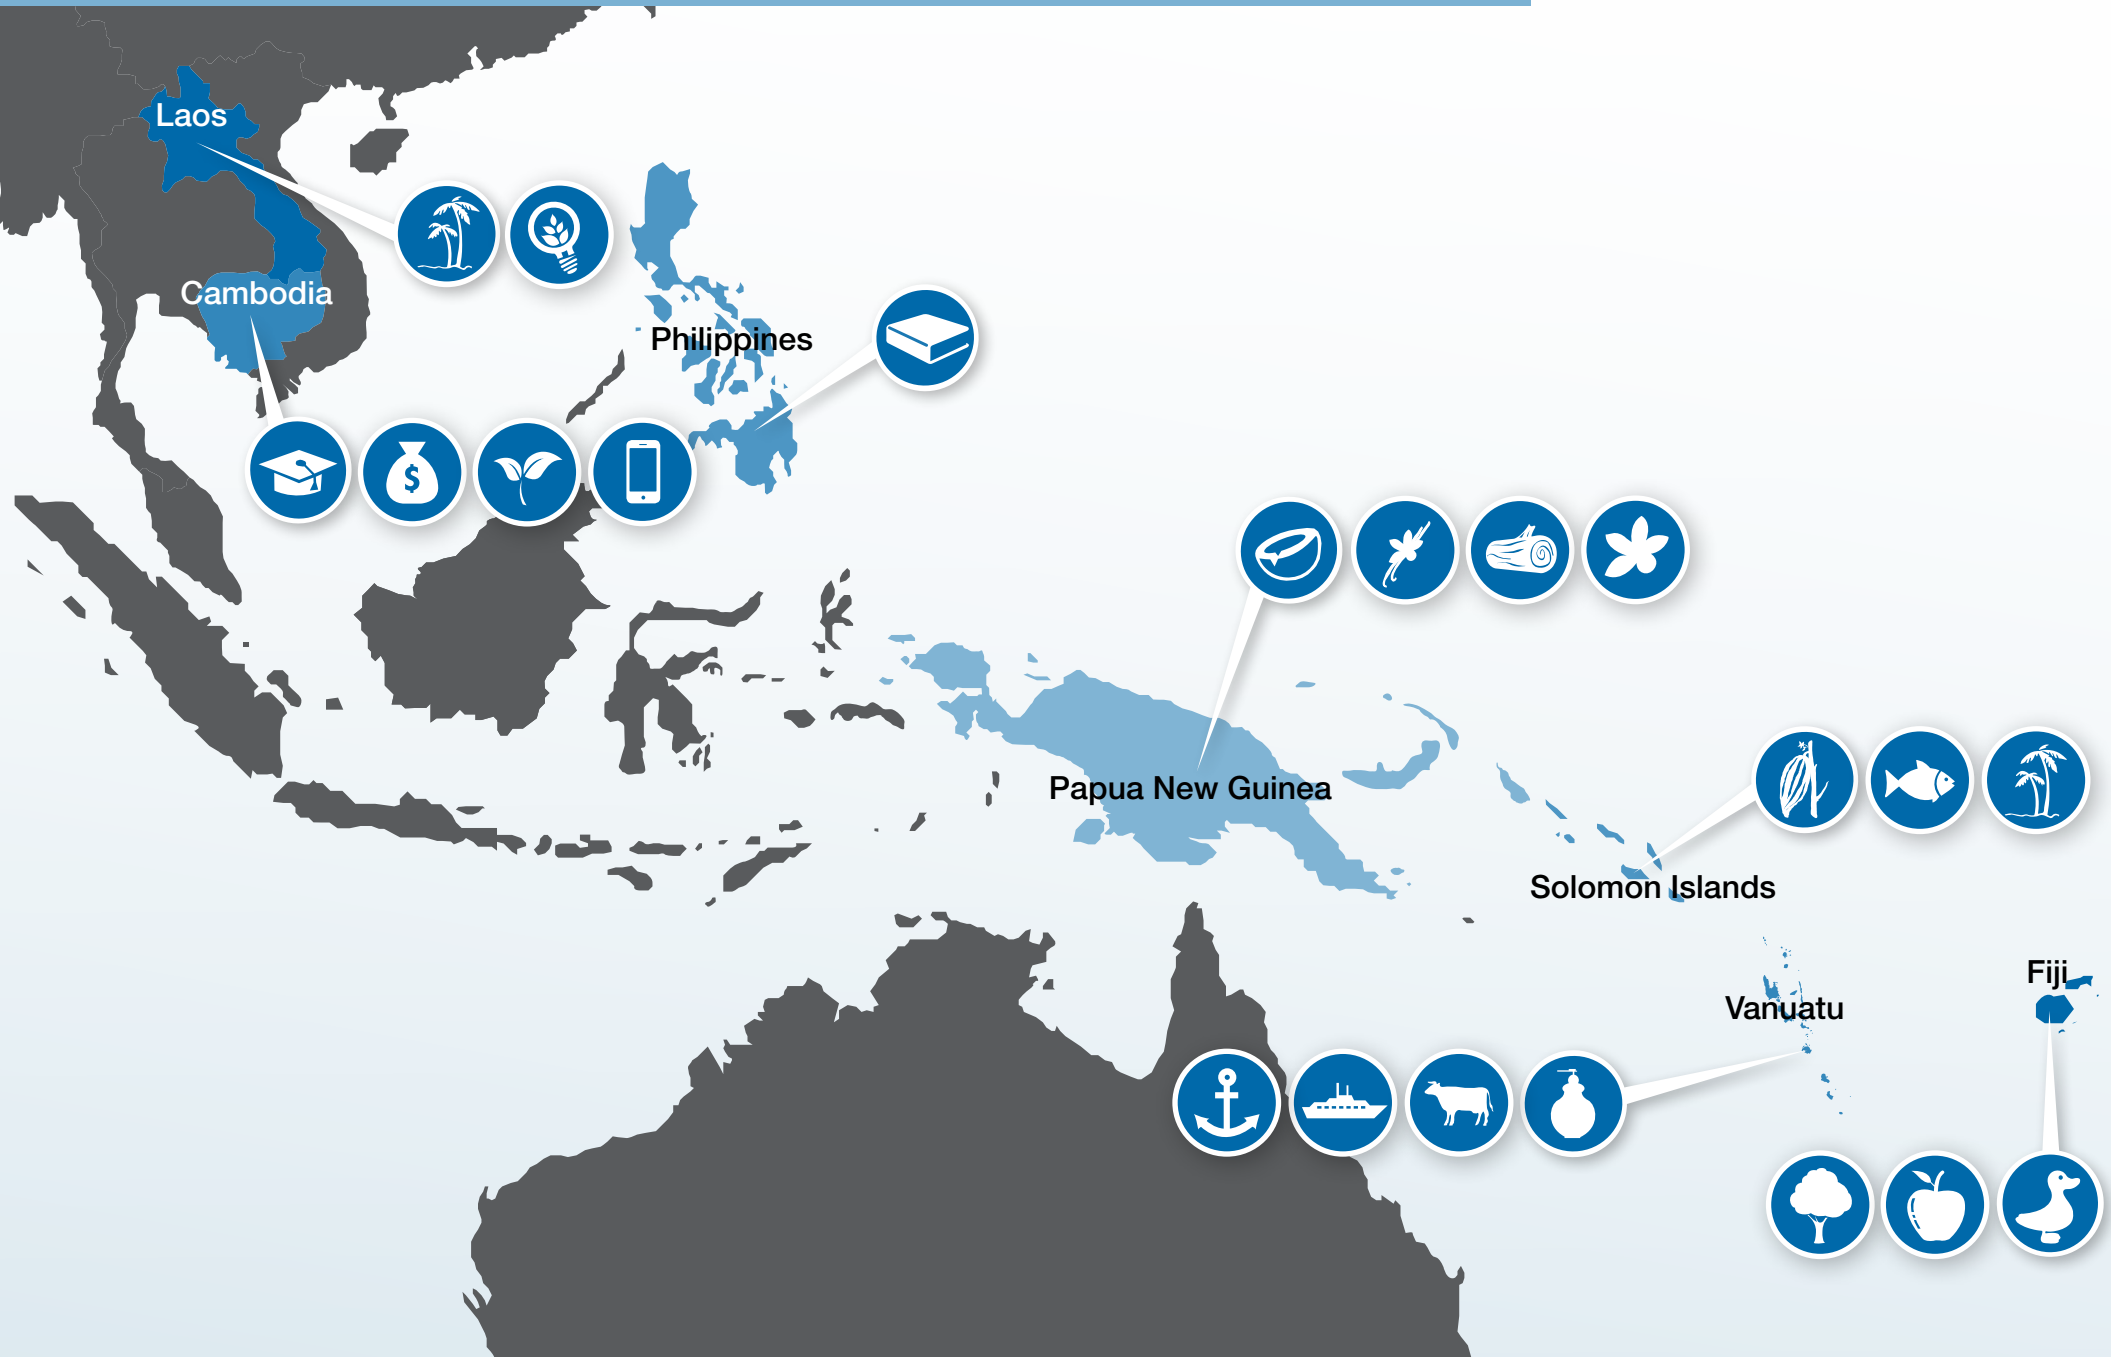 Laos
Cambodia
Philippines
$
Papua New Guinea
Solomon Islands
Fiji
Vanuatu